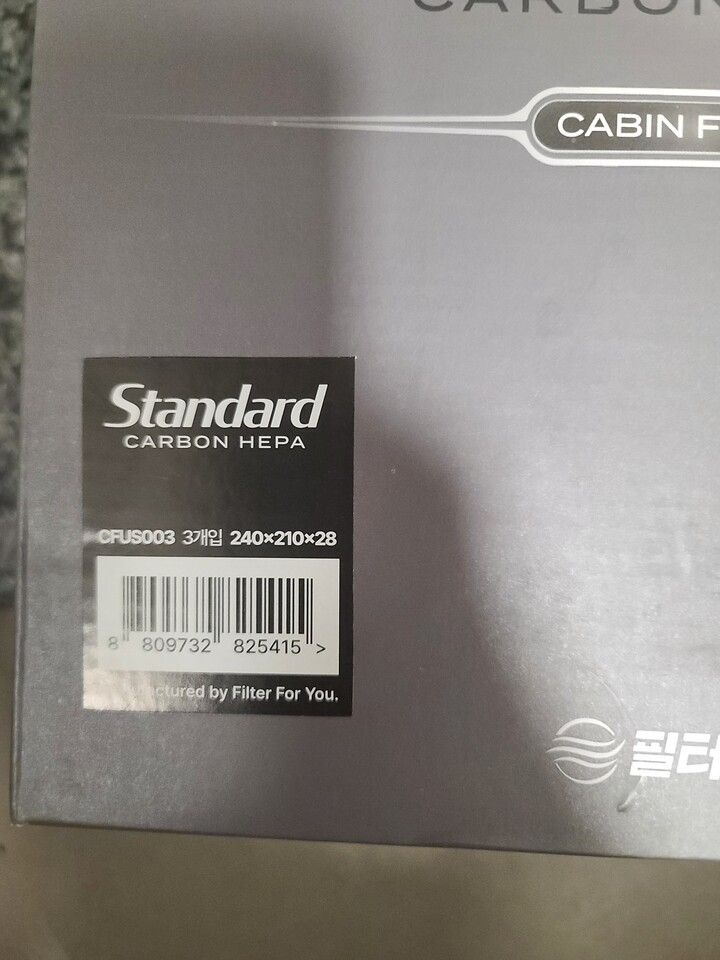 CARBON
CABIN F
Standard
CARBON HEPA
CFUS003 3개입 240×210×28
8 809732 825415 >
ctured by Filter For You.
필터